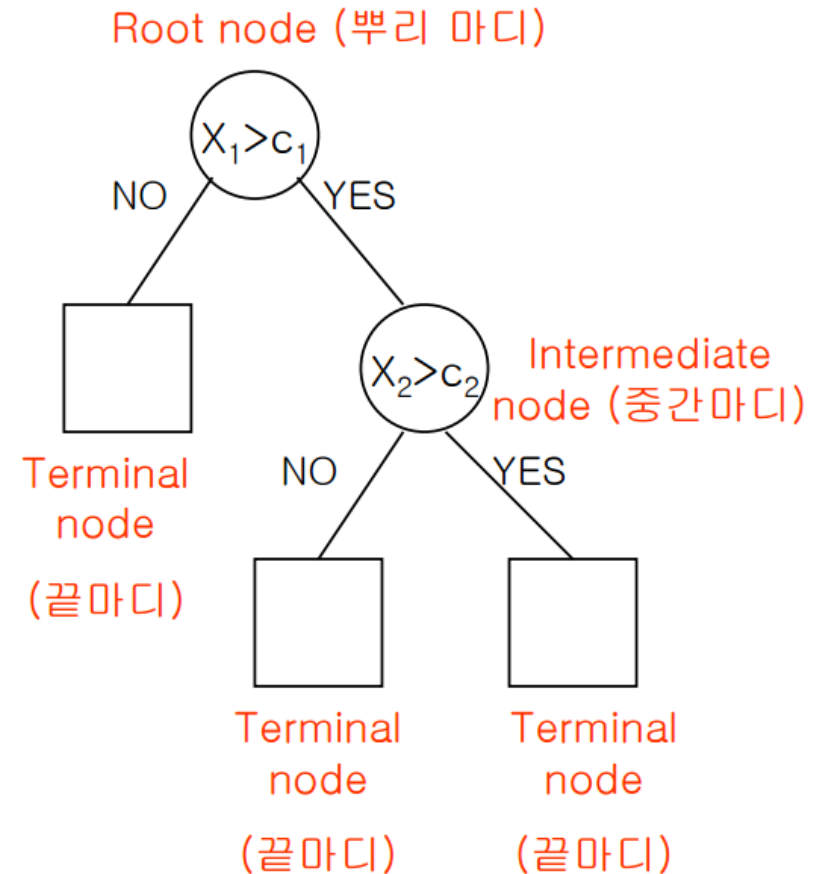 Root node (뿌리 마디)
X₁>c₁
NO
YES
X₂>c₂
Intermediate
node (중간마디)
Terminal
node
(끝마디)
NO
YES
Terminal
node
(끝마디)
Terminal
node
(끝마디)